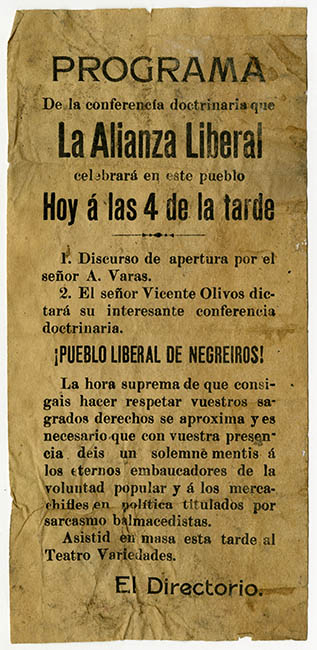 PROGRAMA
De la conferencia doctrinaria que
La Alianza Liberal
celebrará en este pueblo
Hoy á las 4 de la tarde
1. Discurso de apertura por el
señor A. Varas.
2. El señor Vicente Olivos dic-
tará su interesante conferencia
doctrinaria.
¡PUEBLO LIBERAL DE NEGREIROS!
La hora suprema de que consi-
gais hacer respetar vuestros sa-
grados derechos se aproxima y es
necesario que con vuestra presen-
cia deis un solemne mentis á
los eternos embaucadores de la
voluntad popular y á los merca-
chifles en política titulados por
sarcasmo balmacedistas.
Asistid en masa esta tarde al
Teatro Variedades.
El Directorio.